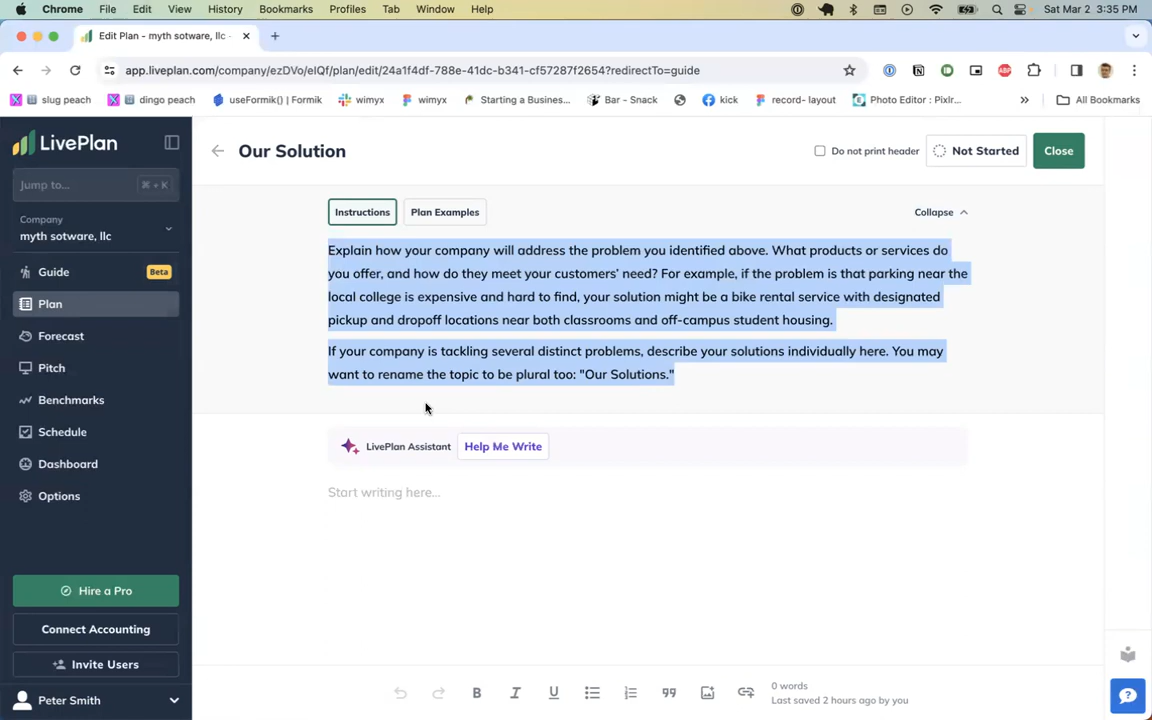 Chrome File Edit View History Bookmarks Profiles Tab Window Help Sat Mar 2 3:35 PM
Edit Plan - myth sotware, llc -
app.liveplan.com/company/ezDVo/elQf/plan/edit/24a1f4df-788e-41dc-b341-cf57287f2654?redirectTo=guide
slug peach dingo peach useFormik() | Formik wimyx wimyx Starting a Busines... Bar - Snack kick record- layout Photo Editor : Pixlr... » All Bookmarks
LivePlan
Our Solution
Do not print header
Not Started
Close
Jump to... ⌘ + K
Company
myth sotware, llc
Guide Beta
Plan
Forecast
Pitch
Benchmarks
Schedule
Dashboard
Options
Hire a Pro
Connect Accounting
Invite Users
Peter Smith
Instructions Plan Examples Collapse
Explain how your company will address the problem you identified above. What products or services do
you offer, and how do they meet your customers' need? For example, if the problem is that parking near the
local college is expensive and hard to find, your solution might be a bike rental service with designated
pickup and dropoff locations near both classrooms and off-campus student housing.
If your company is tackling several distinct problems, describe your solutions individually here. You may
want to rename the topic to be plural too: "Our Solutions."
LivePlan Assistant Help Me Write
Start writing here...
B I U
0 words
Last saved 2 hours ago by you